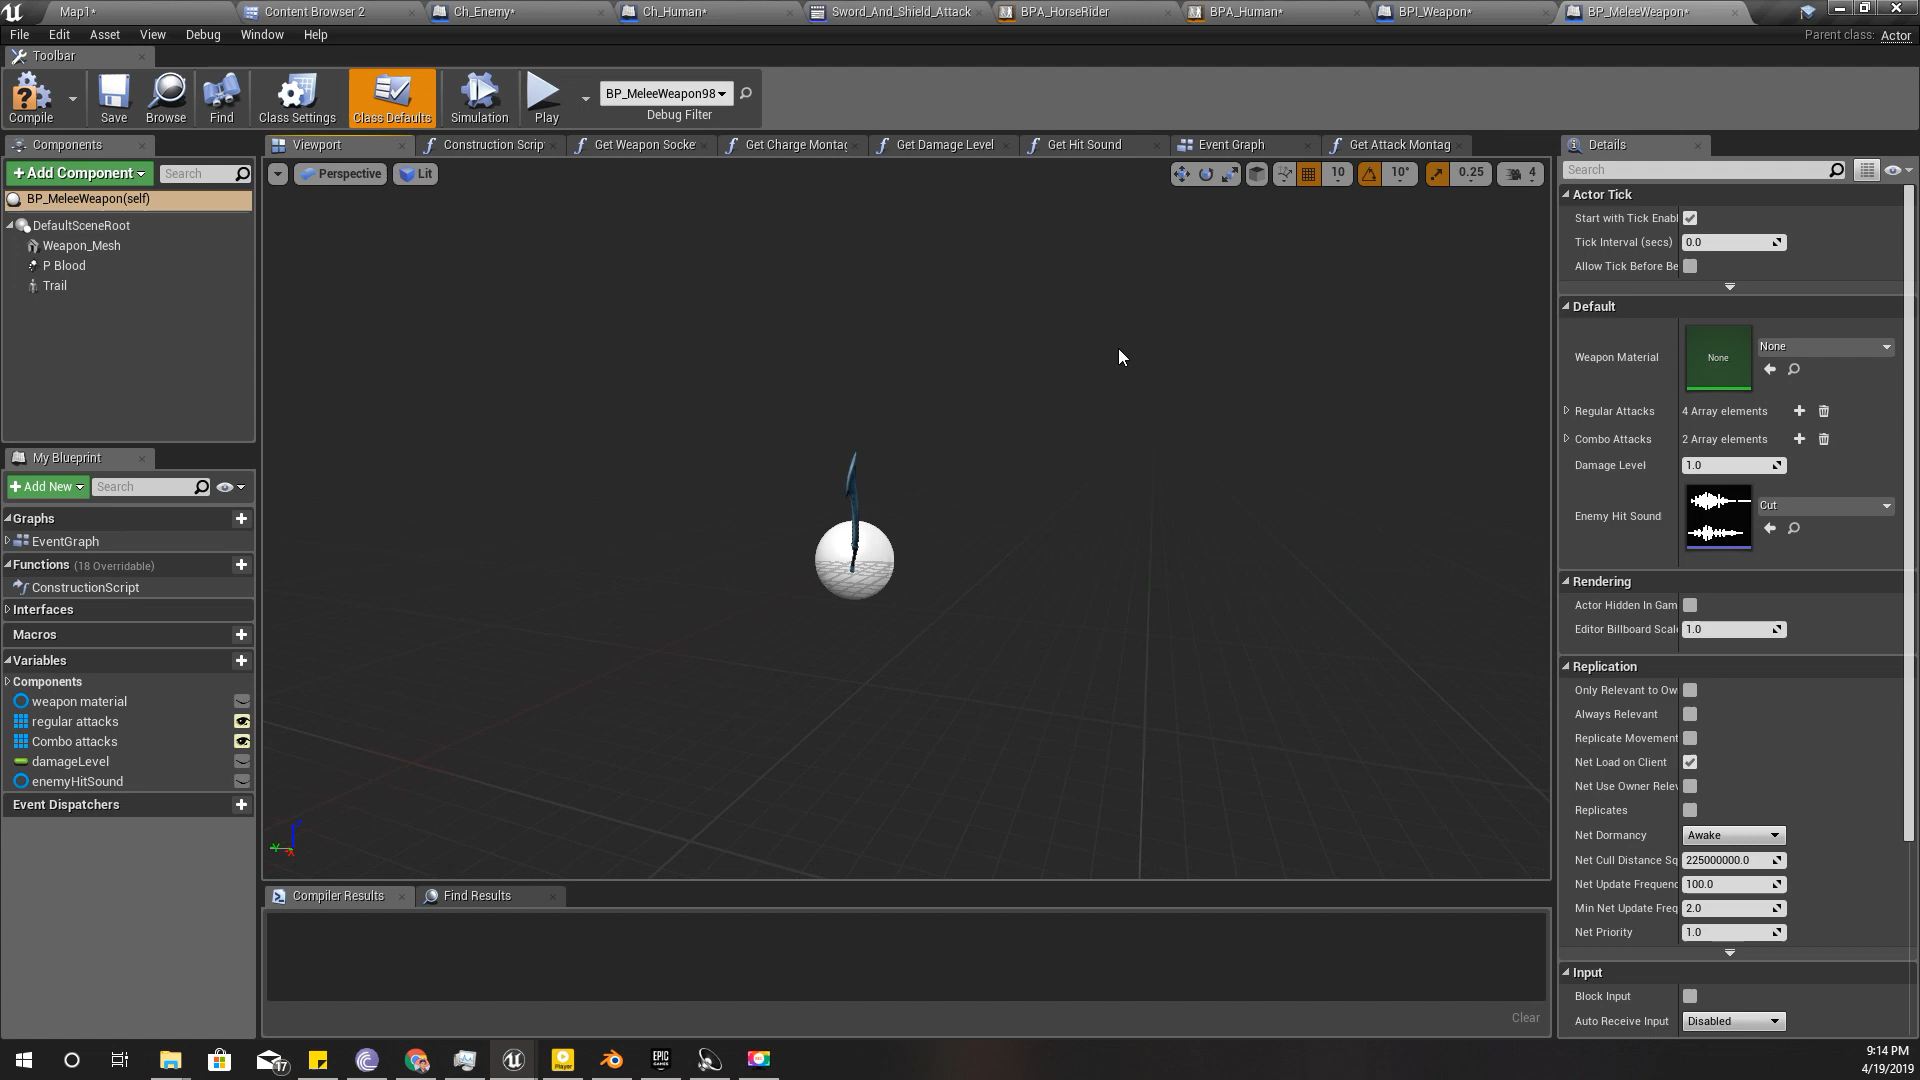 Map1*
Content Browser 2
Ch_Enemy*
Ch_Human*
Sword_And_Shield_Attack
BPA_HorseRider
BPA_Human*
BPI_Weapon*
BP_MeleeWeapon*
File Edit Asset View Debug Window Help
Parent class: Actor
Toolbar
Compile
Save
Browse
Find
Class Settings
Class Defaults
Simulation
Play
BP_MeleeWeapon98
Debug Filter
Components
+Add Component
Search
BP_MeleeWeapon(self)
DefaultSceneRoot
Weapon_Mesh
P Blood
Trail
My Blueprint
+Add New
Search
Graphs
EventGraph
Functions (18 Overridable)
ConstructionScript
Interfaces
Macros
Variables
Components
weapon material
regular attacks
Combo attacks
damageLevel
enemyHitSound
Event Dispatchers
Viewport
Construction Scrip
Get Weapon Socke
Get Charge Montag
Get Damage Level
Get Hit Sound
Event Graph
Get Attack Montag
Perspective
Lit
10
10°
0.25
4
Compiler Results
Find Results
Clear
Details
Search
Actor Tick
Start with Tick Enabl
Tick Interval (secs) 0.0
Allow Tick Before Be
Default
Weapon Material None None
Regular Attacks 4 Array elements
Combo Attacks 2 Array elements
Damage Level 1.0
Enemy Hit Sound Cut
Rendering
Actor Hidden In Gam
Editor Billboard Scale 1.0
Replication
Only Relevant to Ow
Always Relevant
Replicate Movement
Net Load on Client
Net Use Owner Relev
Replicates
Net Dormancy Awake
Net Cull Distance Sq 225000000.0
Net Update Frequenc 100.0
Min Net Update Freq 2.0
Net Priority 1.0
Input
Block Input
Auto Receive Input Disabled
17
Player
EPIC GAMES
9:14 PM
4/19/2019